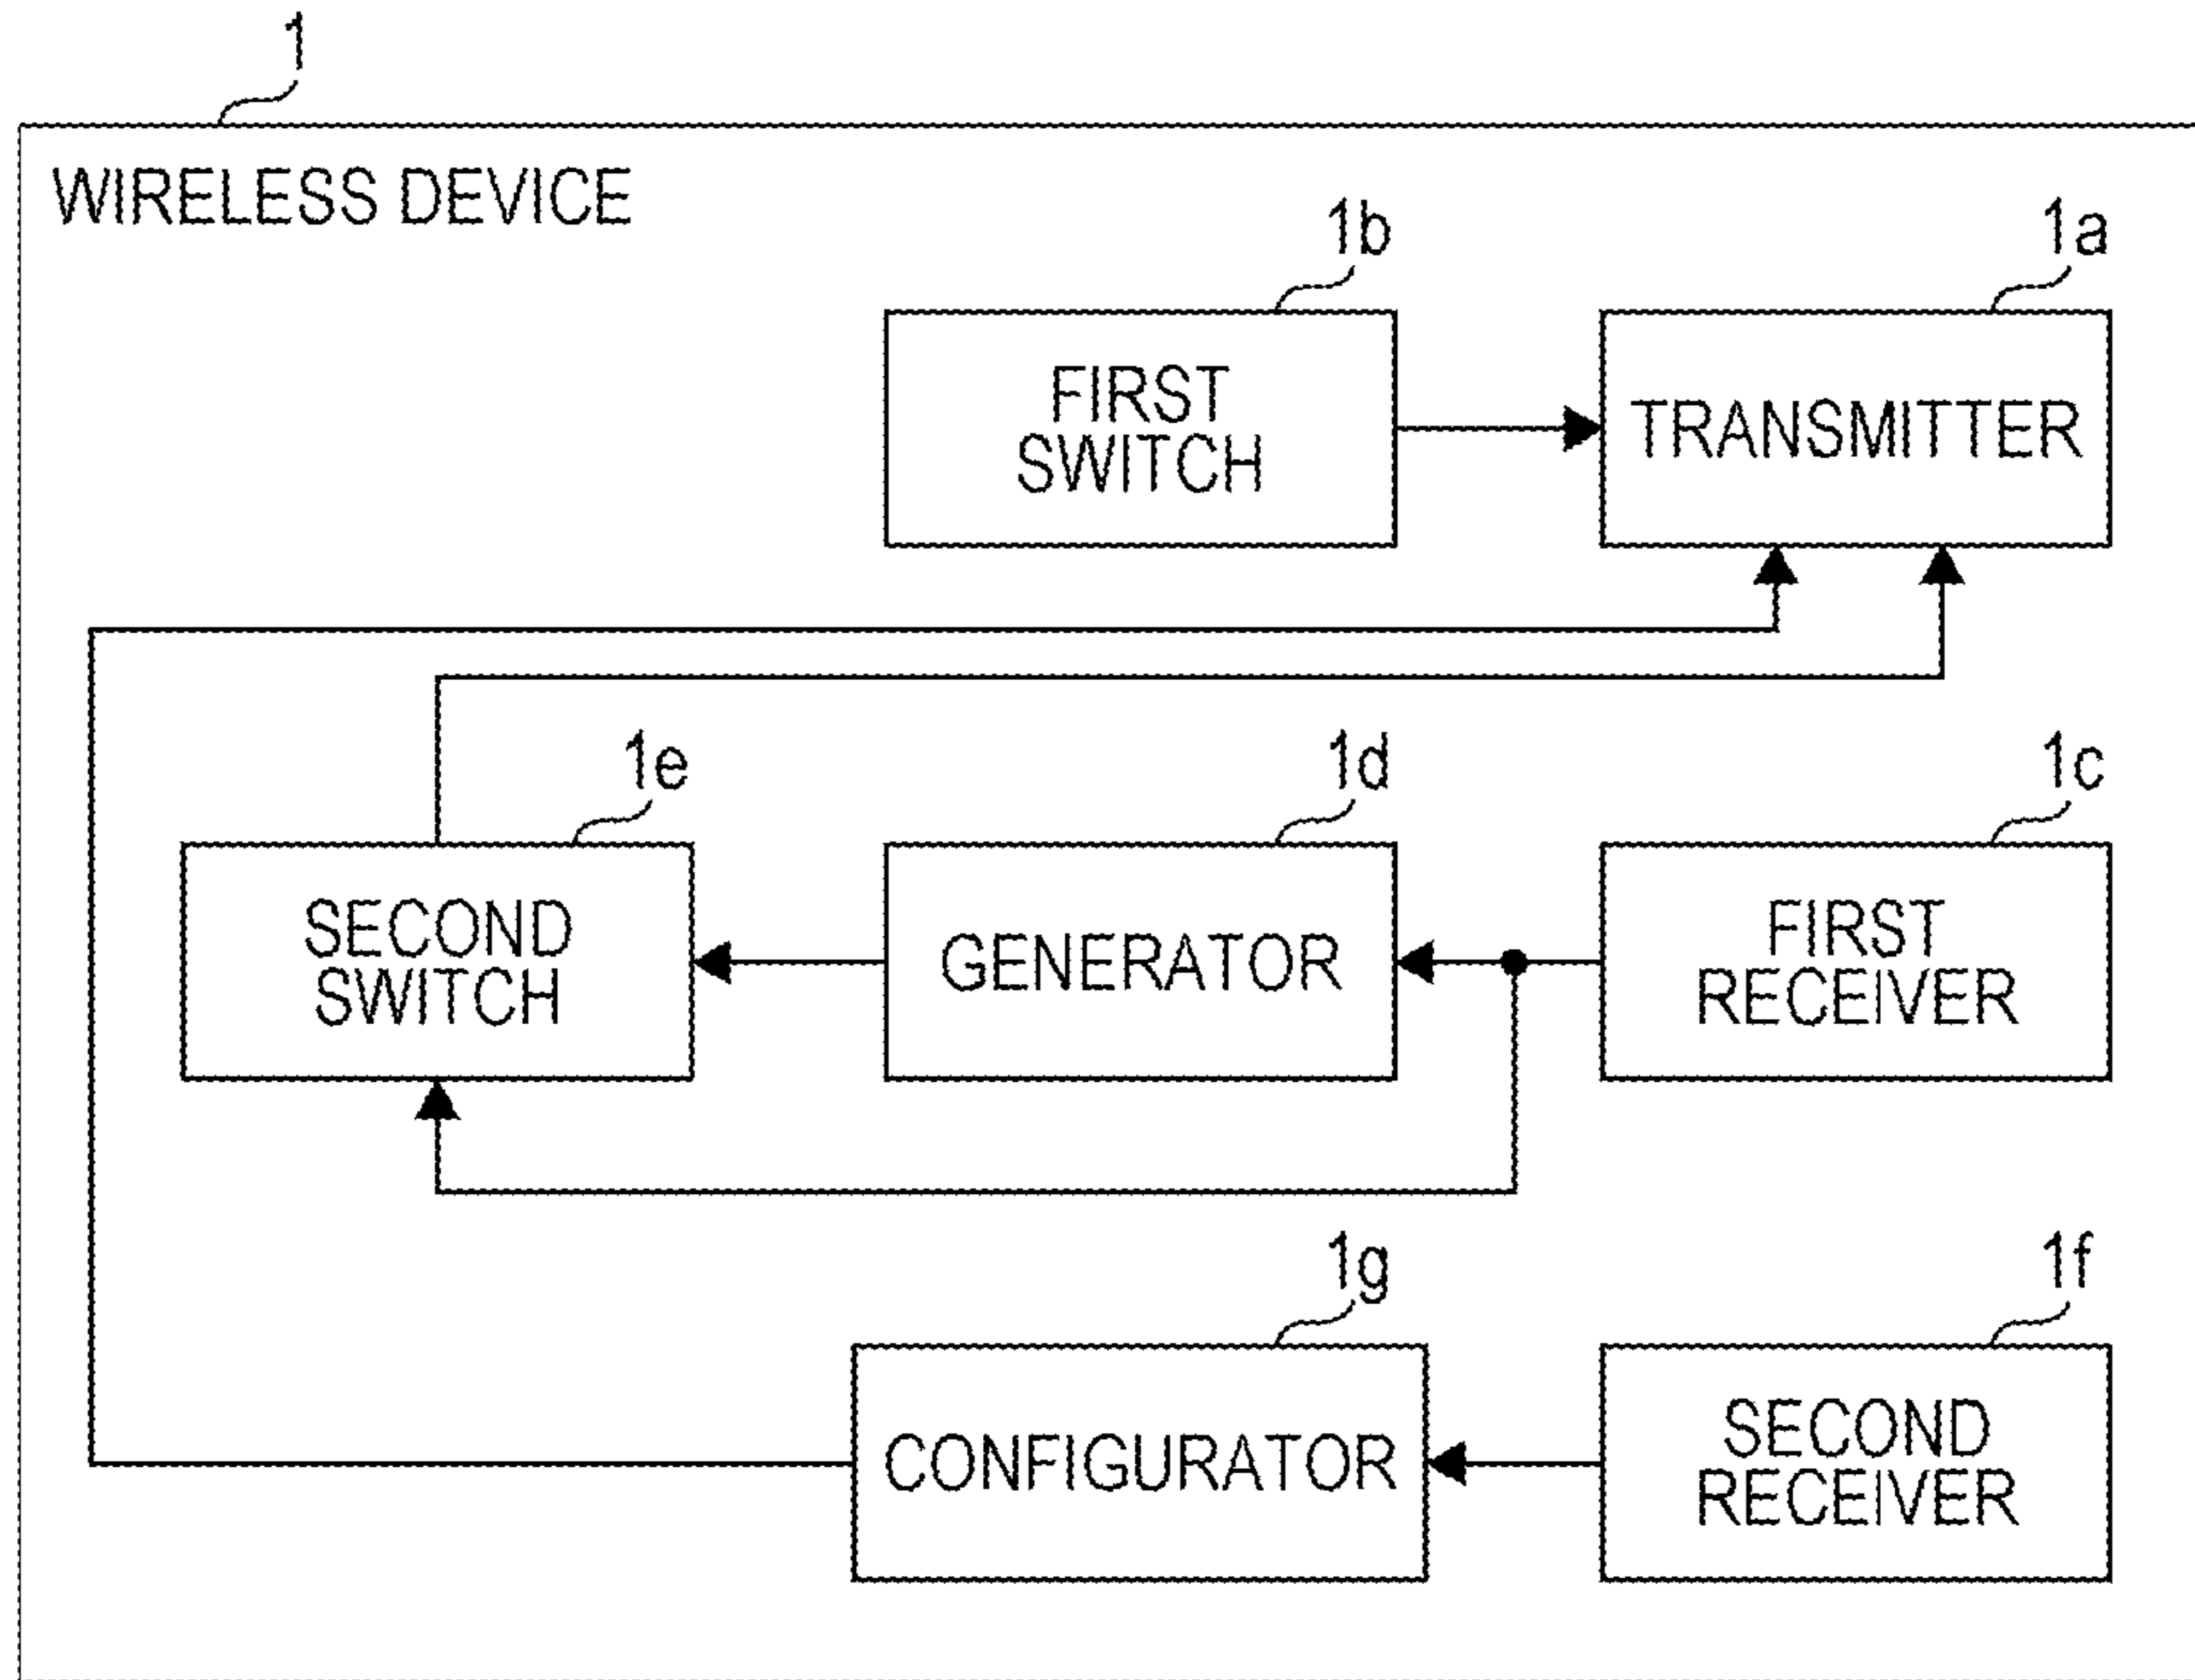 1
WIRELESS DEVICE
1b
1a
FIRST
SWITCH
TRANSMITTER
1e
1d
1c
SECOND
SWITCH
GENERATOR
FIRST
RECEIVER
1g
1f
CONFIGURATOR
SECOND
RECEIVER